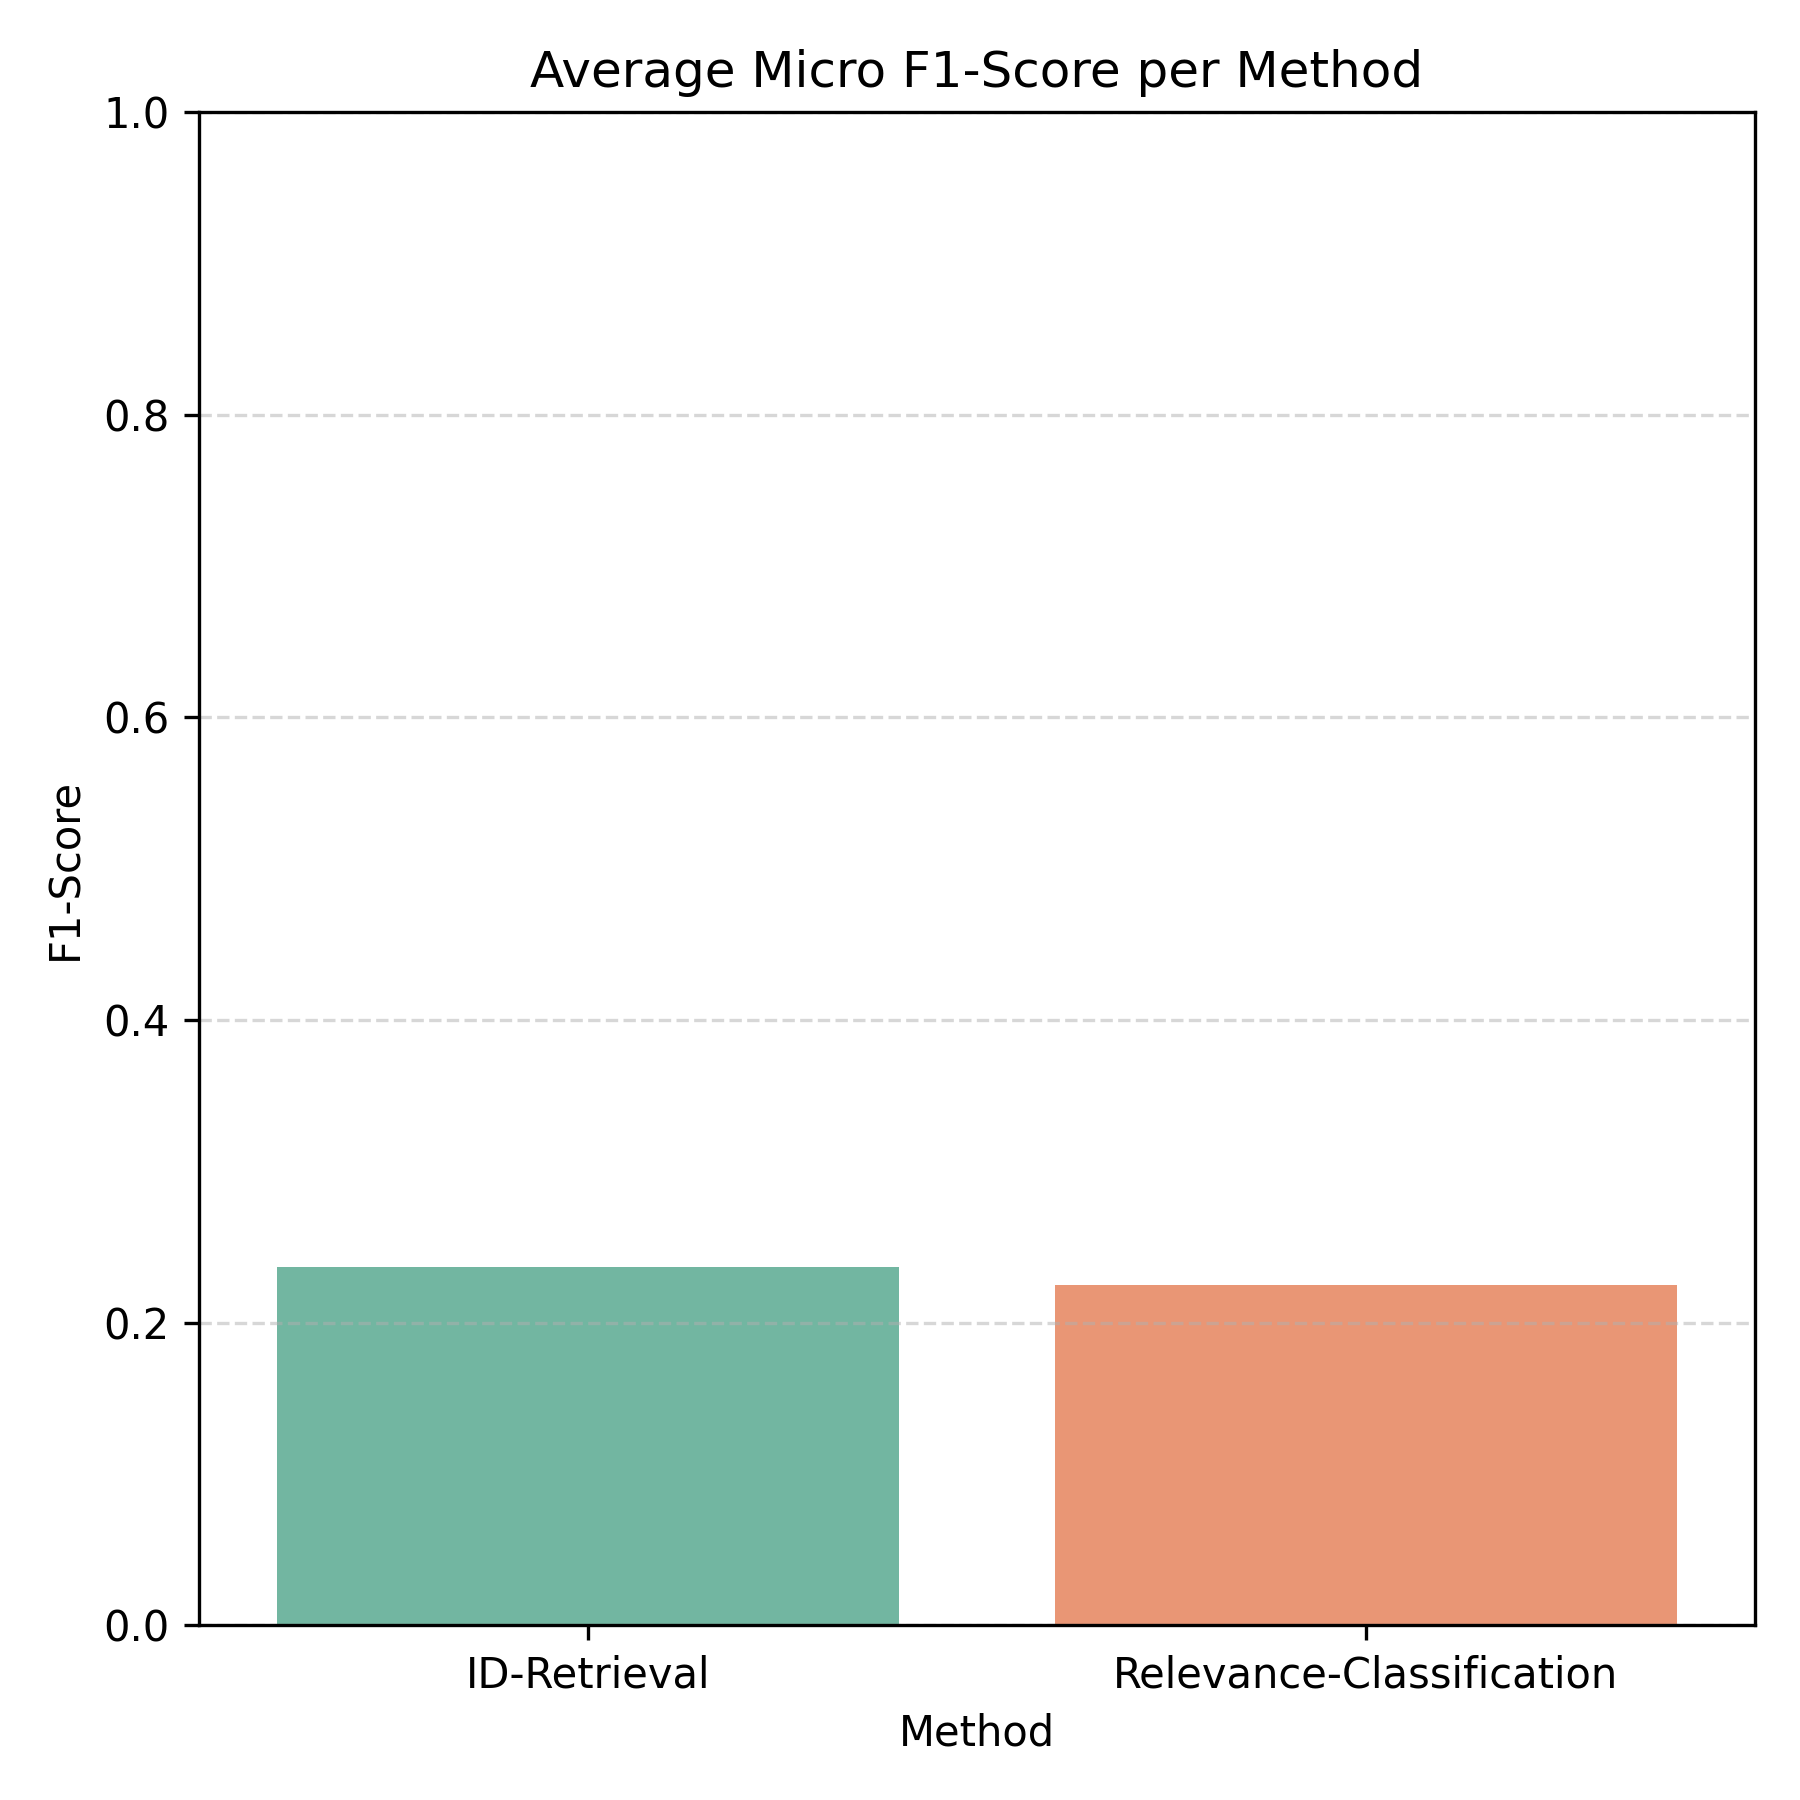 Average Micro F1-Score per Method
1.0
0.8
0.6
0.4
0.2
0.0
F1-Score
ID-Retrieval
Relevance-Classification
Method